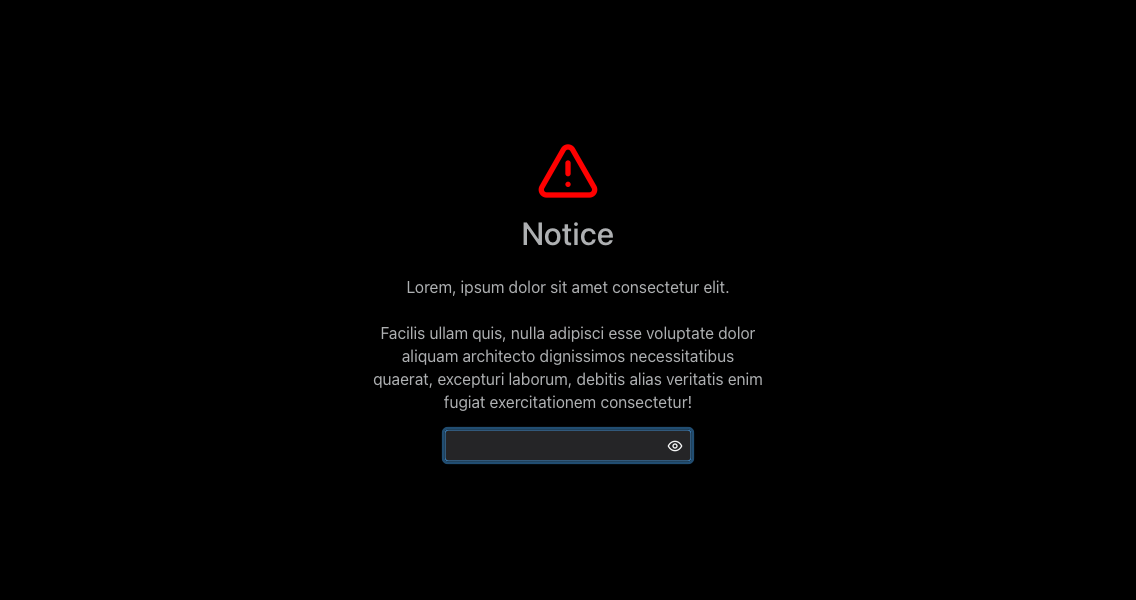 Notice
Lorem, ipsum dolor sit amet consectetur elit.
Facilis ullam quis, nulla adipisci esse voluptate dolor
aliquam architecto dignissimos necessitatibus
quaerat, excepturi laborum, debitis alias veritatis enim
fugiat exercitationem consectetur!